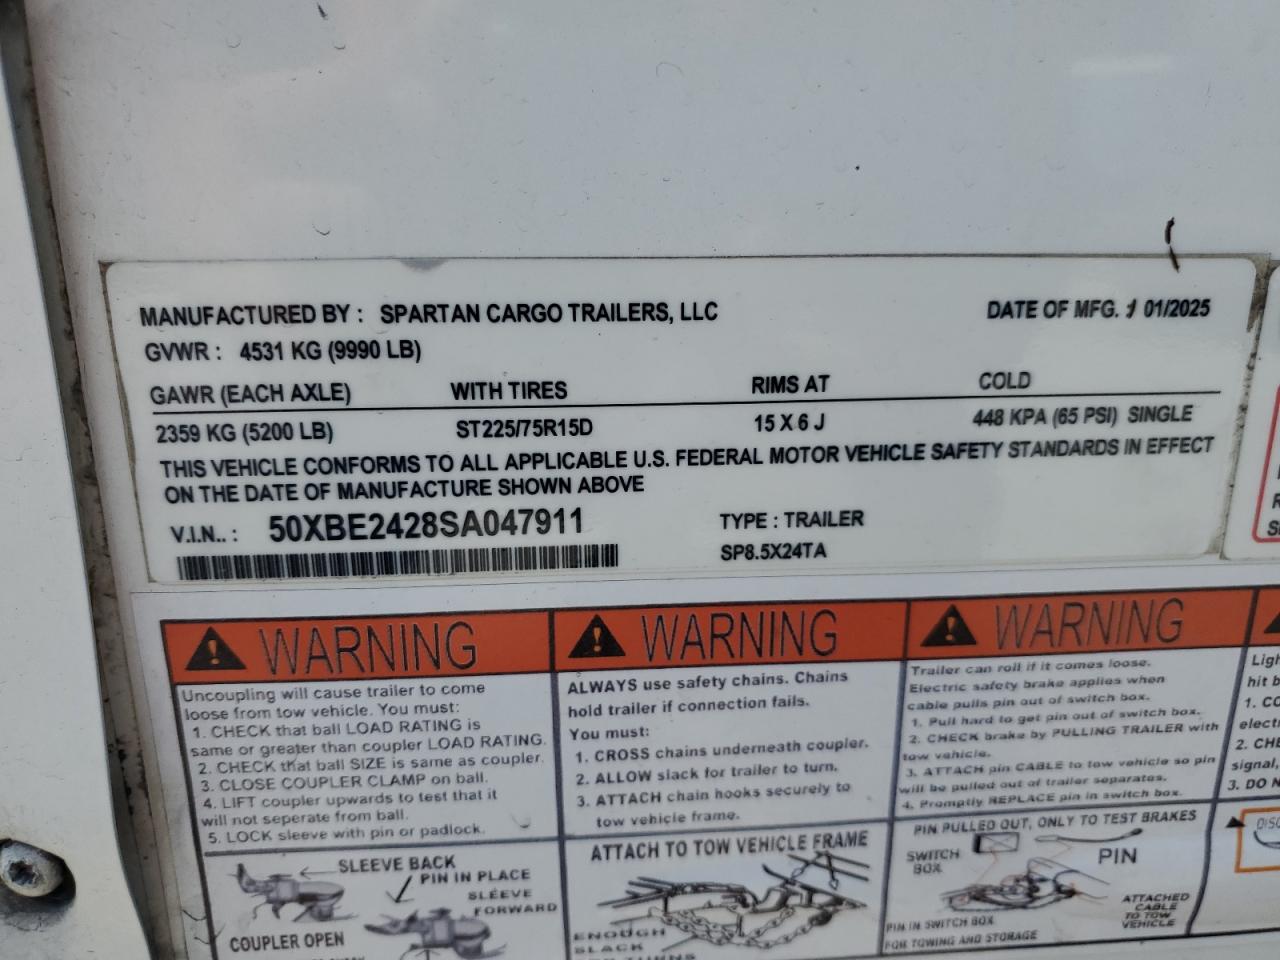 MANUFACTURED BY : SPARTAN CARGO TRAILERS, LLC DATE OF MFG. : 01/2025
GVWR : 4531 KG (9990 LB)
GAWR (EACH AXLE) WITH TIRES RIMS AT COLD
2359 KG (5200 LB) ST225/75R15D 15 X 6 J 448 KPA (65 PSI) SINGLE
THIS VEHICLE CONFORMS TO ALL APPLICABLE U.S. FEDERAL MOTOR VEHICLE SAFETY STANDARDS IN EFFECT
ON THE DATE OF MANUFACTURE SHOWN ABOVE
V.I.N.. : 50XBE2428SA047911 TYPE : TRAILER
SP8.5X24TA
WARNING
Uncoupling will cause trailer to come
loose from tow vehicle. You must:
1. CHECK that ball LOAD RATING is
same or greater than coupler LOAD RATING.
2. CHECK that ball SIZE is same as coupler.
3. CLOSE COUPLER CLAMP on ball.
4. LIFT coupler upwards to test that it
will not seperate from ball.
5. LOCK sleeve with pin or padlock.
SLEEVE BACK
PIN IN PLACE
SLEEVE
FORWARD
COUPLER OPEN
WARNING
ALWAYS use safety chains. Chains
hold trailer if connection fails.
You must:
1. CROSS chains underneath coupler.
2. ALLOW slack for trailer to turn.
3. ATTACH chain hooks securely to
tow vehicle frame.
ATTACH TO TOW VEHICLE FRAME
ENOUGH
SLACK
WARNING
Trailer can roll if it comes loose.
Electric safety brake applies when
cable pulls pin out of switch box.
1. Pull hard to get pin out of switch box.
2. CHECK brake by PULLING TRAILER with
tow vehicle.
3. ATTACH pin CABLE to tow vehicle so pin
will be pulled out of trailer separates.
4. Promptly REPLACE pin in switch box.
PIN PULLED OUT, ONLY TO TEST BRAKES
SWITCH
BOX
PIN
ATTACHED
CABLE
TO TOW
VEHICLE
PIN IN SWITCH BOX
FOR TOWING AND STORAGE
Ligh
hit b
1. CO
electr
2. CHE
signal,
3. DO N